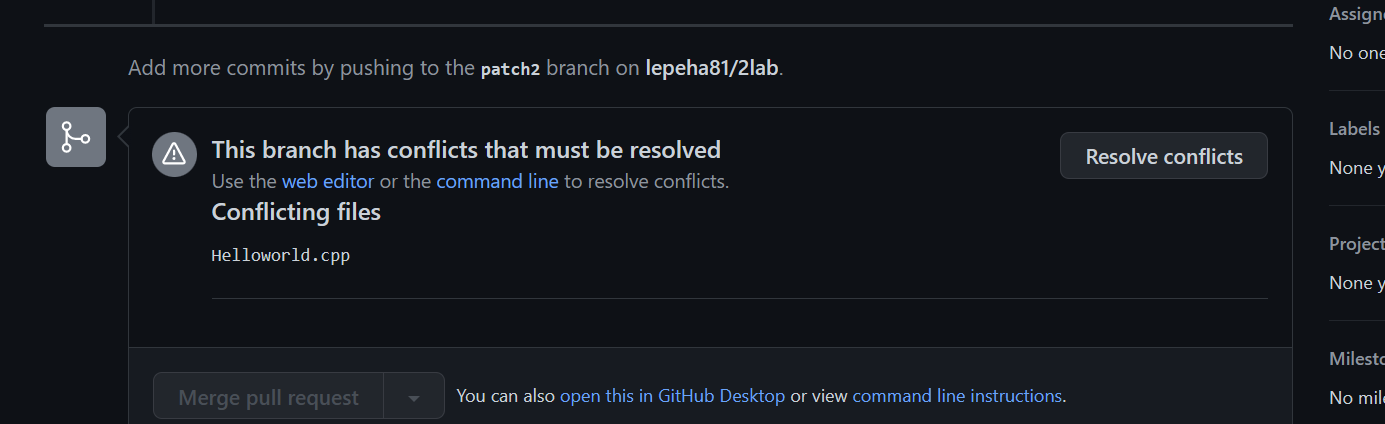 Add more commits by pushing to the patch2 branch on lepeha81/2lab.
This branch has conflicts that must be resolved
Resolve conflicts
Use the web editor or the command line to resolve conflicts.
Conflicting files
Helloworld.cpp
Merge pull request
You can also open this in GitHub Desktop or view command line instructions.
Assign
No one
Labels
None y
Project
None y
Milesto
No mil